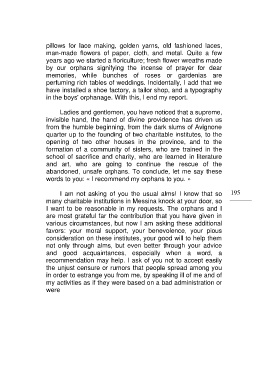 pillows for lace making, golden yarns, old fashioned laces,
man-made flowers of paper, cloth, and metal. Quite a few
years ago we started a floriculture; fresh flower wreaths made
by our orphans signifying the incense of prayer for dear
memories, while bunches of roses or gardenias are
perfuming rich tables of weddings. Incidentally, I add that we
have installed a shoe factory, a tailor shop, and a typography
in the boys' orphanage. With this, I end my report.
Ladies and gentlemen, you have noticed that a supreme,
invisible hand, the hand of divine providence has driven us
from the humble beginning, from the dark slums of Avignone
quarter up to the founding of two charitable institutes, to the
opening of two other houses in the province, and to the
formation of a community of sisters, who are trained in the
school of sacrifice and charity, who are learned in literature
and art, who are going to continue the rescue of the
abandoned, unsafe orphans. To conclude, let me say these
words to you: « I recommend my orphans to you. »
I am not asking of you the usual alms! I know that so
many charitable institutions in Messina knock at your door, so
I want to be reasonable in my requests. The orphans and I
are most grateful far the contribution that you have given in
various circumstances, but now I am asking these additional
favors: your moral support, your benevolence, your pious
consideration on these institutes, your good will to help them
not only through alms, but even better through your advice
and good acquaintances, especially when a word, a
recommendation may help. I ask of you not to accept easily
the unjust censure or rumors that people spread among you
in order to estrange you from me, by speaking ill of me and of
my activities as if they were based on a bad administration or
were
195